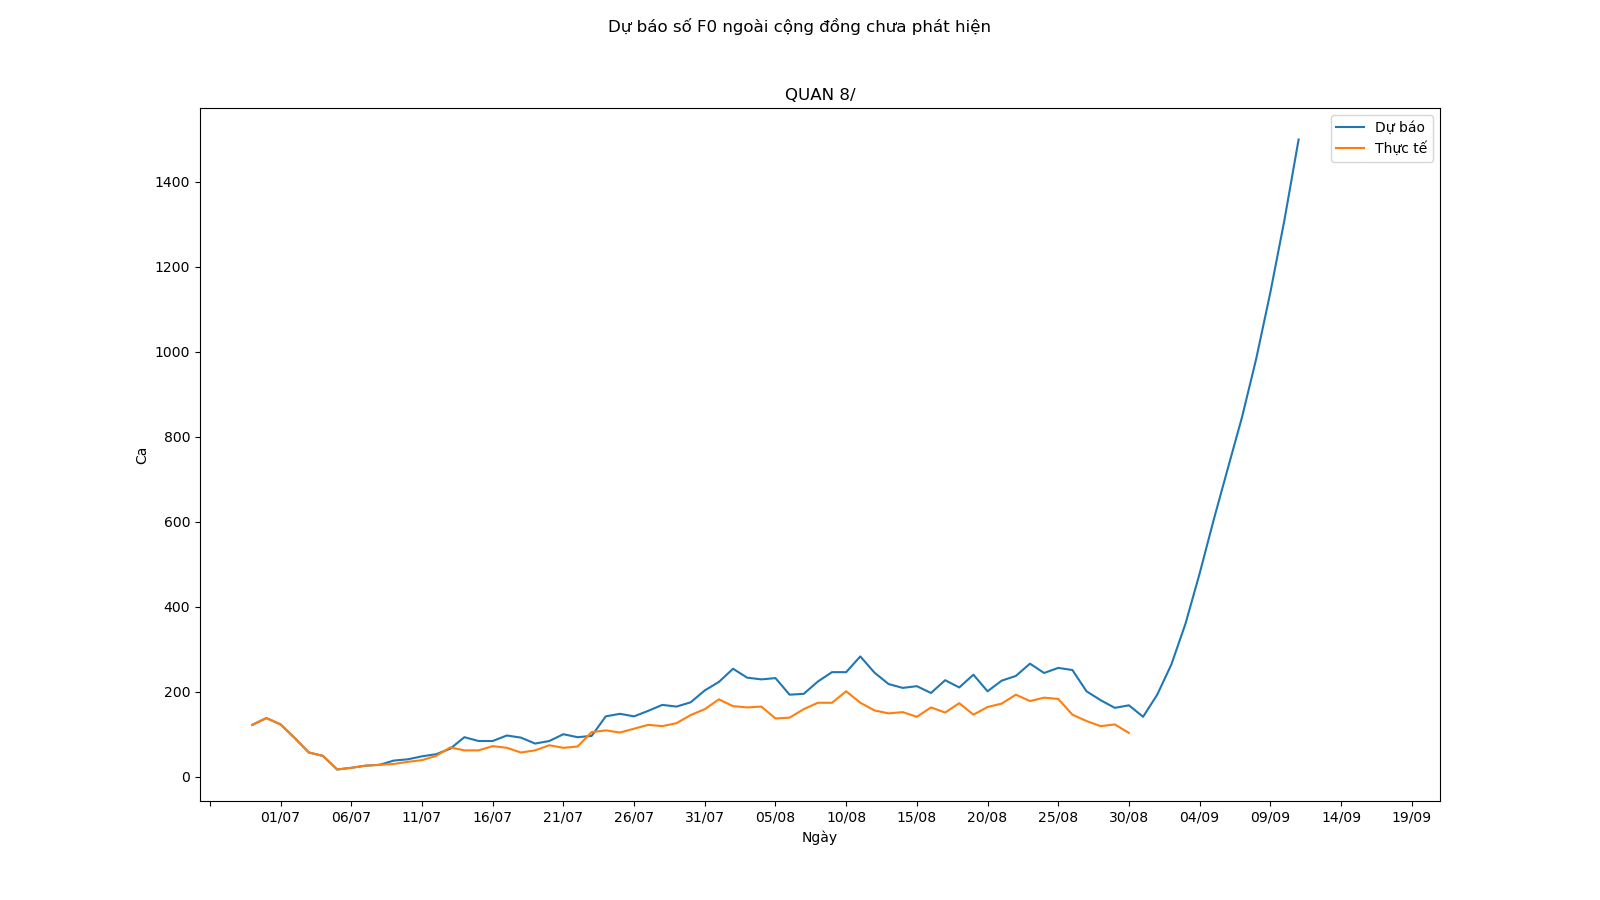 Dự báo số F0 ngoài cộng đồng chưa phát hiện
QUAN 8/
Dự báo
Thực tế
1400
1200
1000
800
600
400
200
0
Ca
01/07 06/07 11/07 16/07 21/07 26/07 31/07 05/08 10/08 15/08 20/08 25/08 30/08 04/09 09/09 14/09 19/09
Ngày